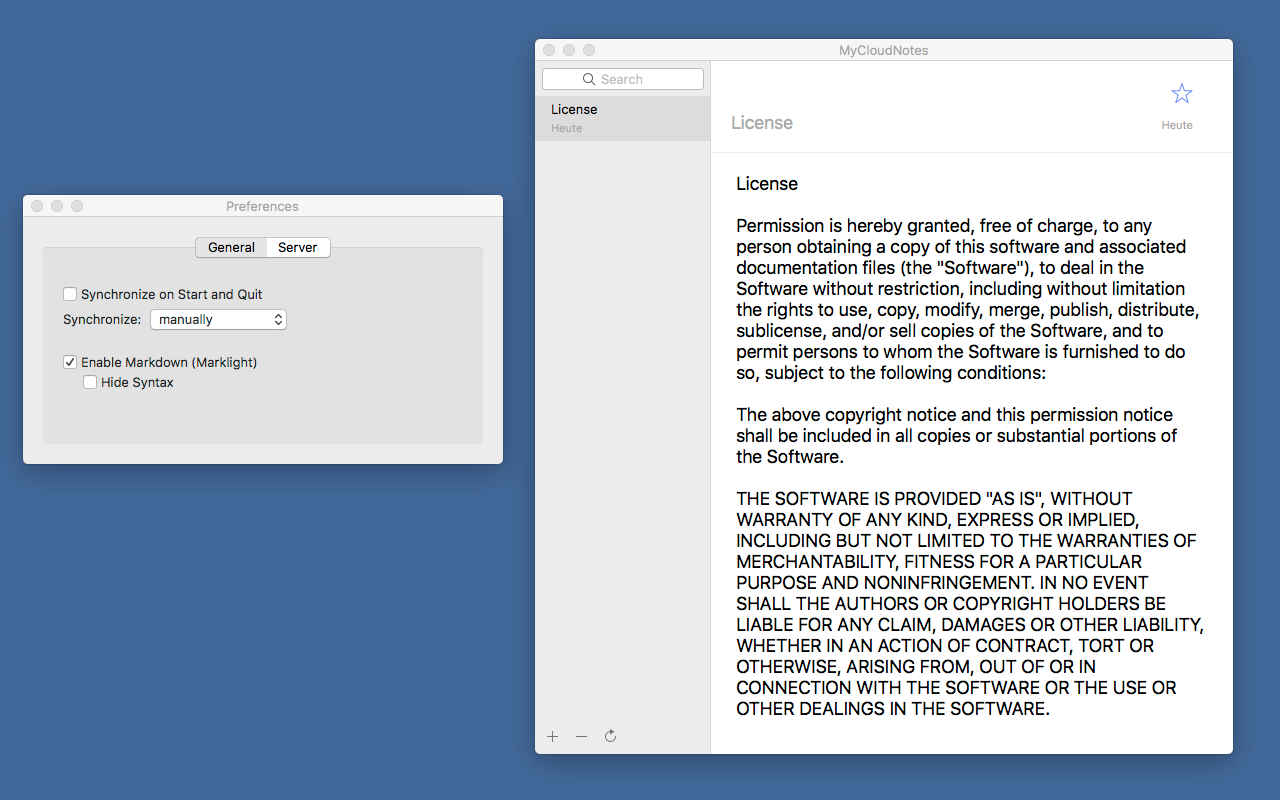 Preferences
General
Server
Synchronize on Start and Quit
Synchronize:
manually
Enable Markdown (Marklight)
Hide Syntax
MyCloudNotes
Search
License
Heute
License
Heute
License
Permission is hereby granted, free of charge, to any
person obtaining a copy of this software and associated
documentation files (the "Software"), to deal in the
Software without restriction, including without limitation
the rights to use, copy, modify, merge, publish, distribute,
sublicense, and/or sell copies of the Software, and to
permit persons to whom the Software is furnished to do
so, subject to the following conditions:
The above copyright notice and this permission notice
shall be included in all copies or substantial portions of
the Software.
THE SOFTWARE IS PROVIDED "AS IS", WITHOUT
WARRANTY OF ANY KIND, EXPRESS OR IMPLIED,
INCLUDING BUT NOT LIMITED TO THE WARRANTIES OF
MERCHANTABILITY, FITNESS FOR A PARTICULAR
PURPOSE AND NONINFRINGEMENT. IN NO EVENT
SHALL THE AUTHORS OR COPYRIGHT HOLDERS BE
LIABLE FOR ANY CLAIM, DAMAGES OR OTHER LIABILITY,
WHETHER IN AN ACTION OF CONTRACT, TORT OR
OTHERWISE, ARISING FROM, OUT OF OR IN
CONNECTION WITH THE SOFTWARE OR THE USE OR
OTHER DEALINGS IN THE SOFTWARE.